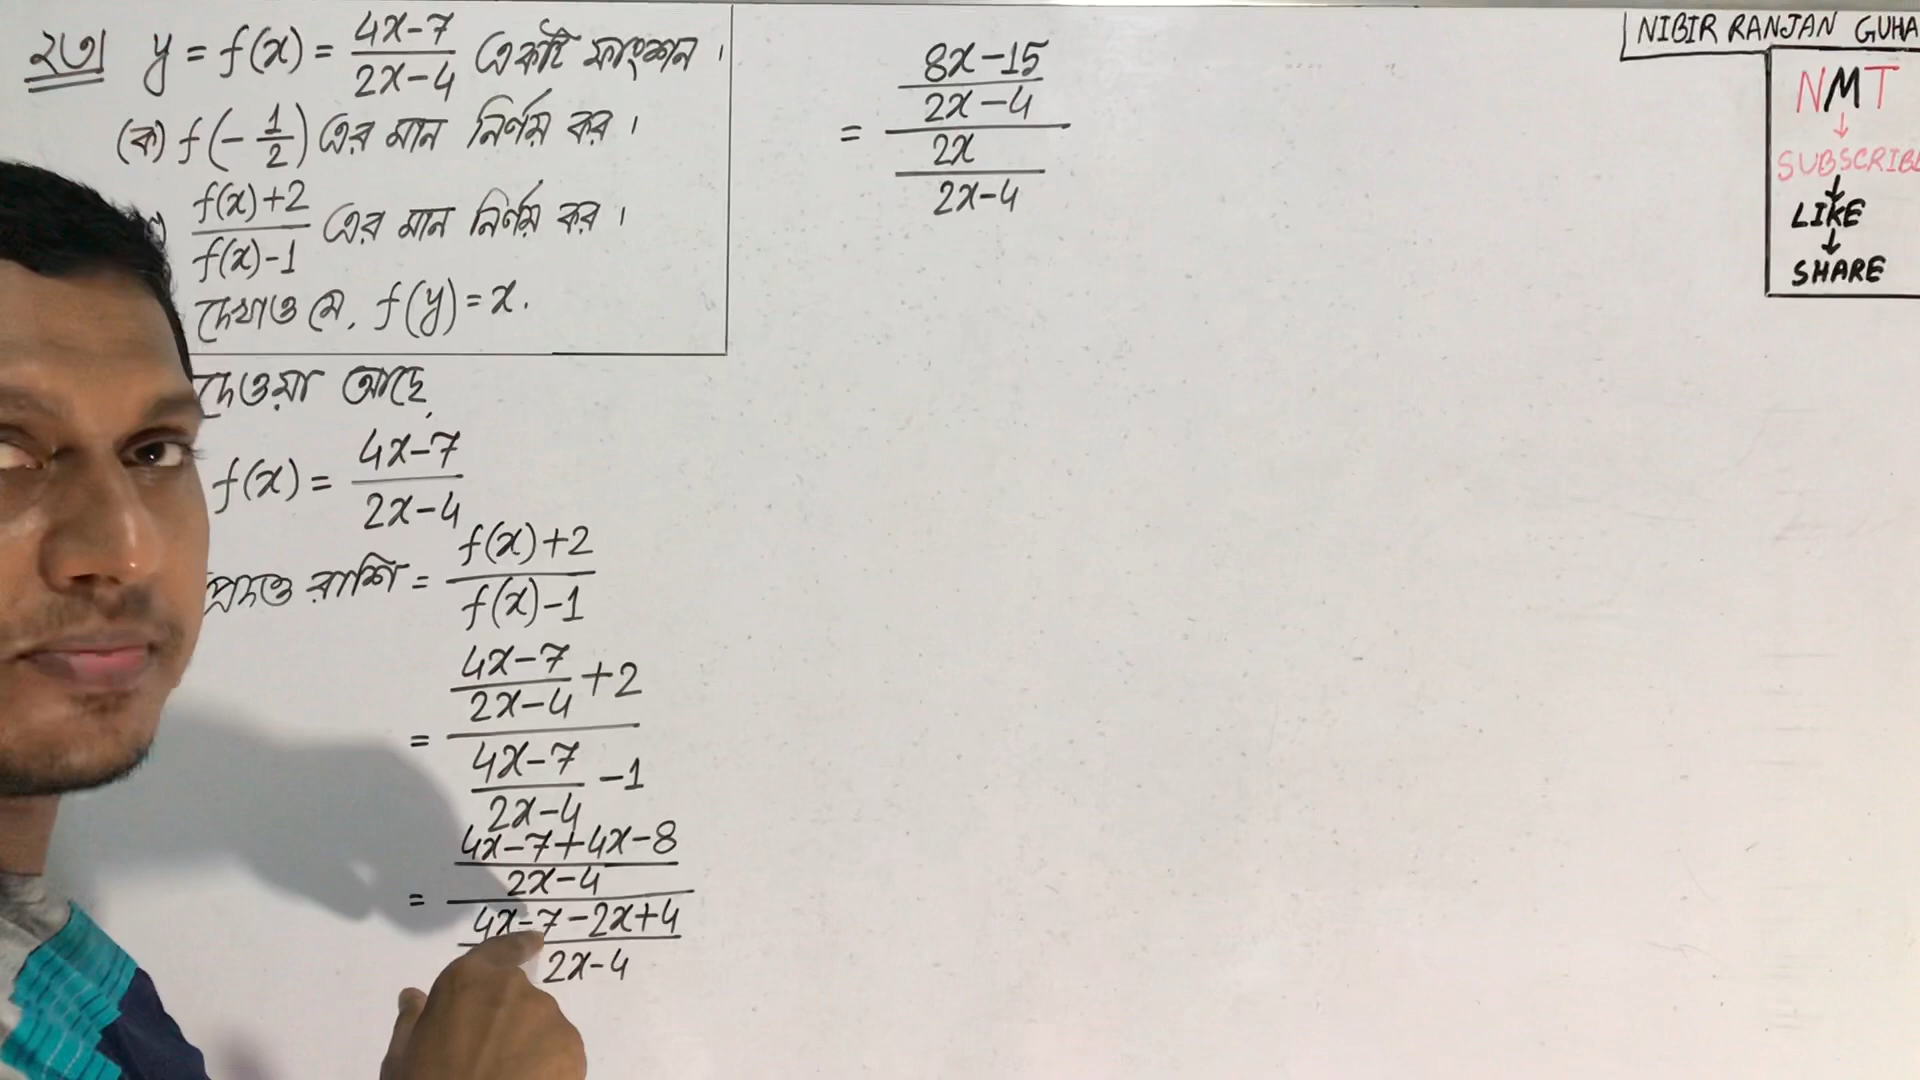 ২৩। y = f(x) = (4x-7)/(2x-4) একটি ফাংশন।
(ক) f(-1/2) এর মান নির্ণয় কর।
(f(x)+2)/(f(x)-1) এর মান নির্ণয় কর।
দেখাও যে, f(y) = x.
দেওয়া আছে,
f(x) = (4x-7)/(2x-4)
প্রদত্ত রাশি = (f(x)+2)/(f(x)-1)
= ((4x-7)/(2x-4) + 2)/((4x-7)/(2x-4) - 1)
= ((4x-7+4x-8)/(2x-4))/((4x-7-2x+4)/(2x-4))
= ((8x-15)/(2x-4))/((2x)/(2x-4))
NIBIR RANJAN GUHA
NMT
↓
SUBSCRIBE
↓
LIKE
↓
SHARE